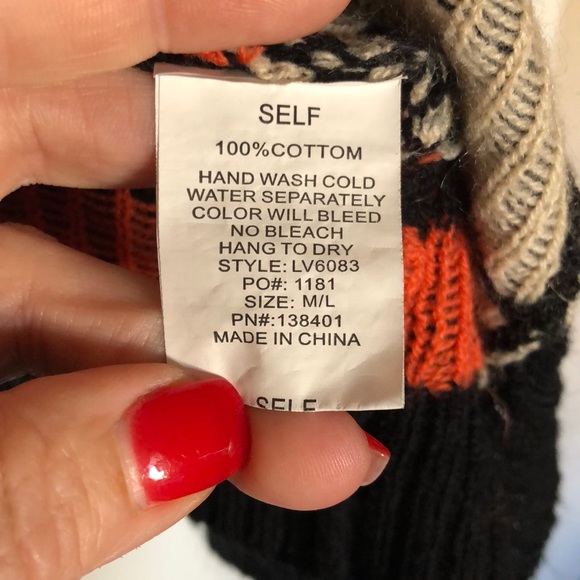 SELF
100%COTTOM
HAND WASH COLD
WATER SEPARATELY
COLOR WILL BLEED
NO BLEACH
HANG TO DRY
STYLE: LV6083
PO#: 1181
SIZE: M/L
PN#:138401
MADE IN CHINA
SELF